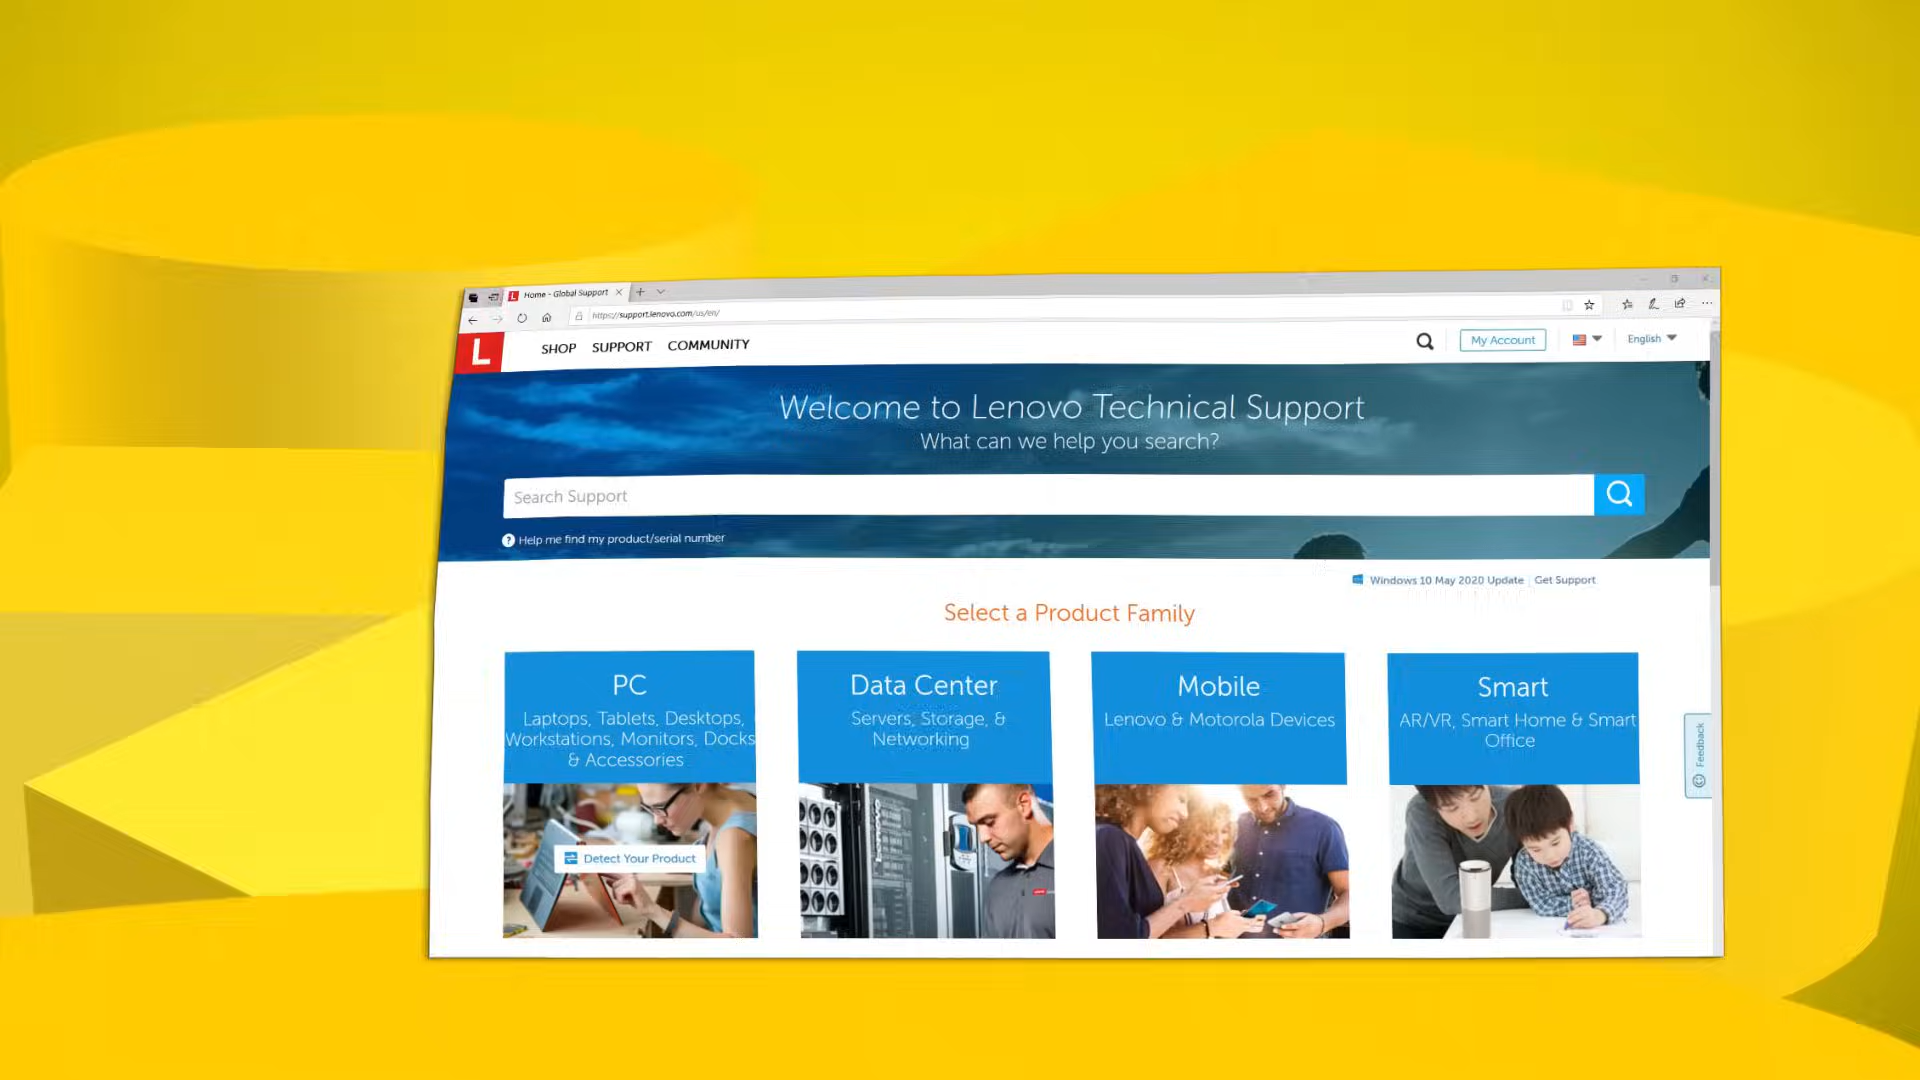 Home - Global Support
https://support.lenovo.com/us/en/
L
SHOP SUPPORT COMMUNITY
My Account
English
Welcome to Lenovo Technical Support
What can we help you search?
Search Support
Help me find my product/serial number
Windows 10 May 2020 Update Get Support
Select a Product Family
PC
Laptops, Tablets, Desktops,
Workstations, Monitors, Docks
& Accessories
Detect Your Product
Data Center
Servers, Storage, &
Networking
Lenovo
Mobile
Lenovo & Motorola Devices
Smart
AR/VR, Smart Home & Smart
Office
Feedback